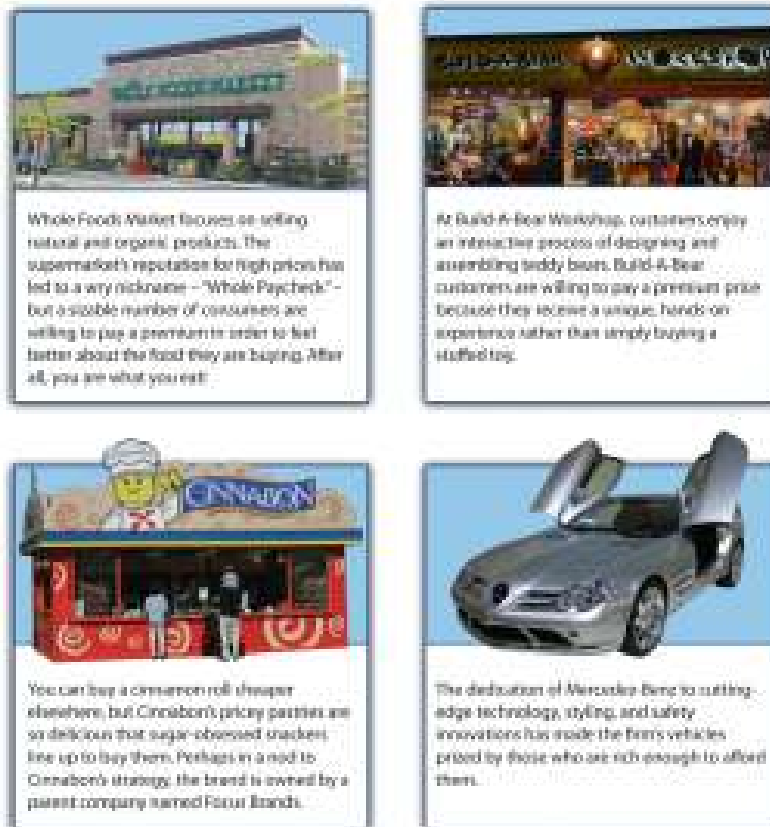 WHOLE FOODS MARKET
Whole Foods Market focuses on selling
natural and organic products. The
supermarket's reputation for high prices has
led to a wry nickname – "Whole Paycheck" –
but a sizable number of consumers are
willing to pay a premium in order to feel
better about the food they are buying. After
all, you are what you eat!
At Build-A-Bear Workshop, customers enjoy
an interactive process of designing and
assembling teddy bears. Build-A-Bear
customers are willing to pay a premium price
because they receive a unique, hands-on
experience rather than simply buying a
stuffed toy.
CINNABON
You can buy a cinnamon roll cheaper
elsewhere, but Cinnabon's pricey pastries are
so delicious that sugar-obsessed snackers
line up to buy them. Perhaps in a nod to
Cinnabon's strategy, the brand is owned by a
parent company named Focus Brands.
The dedication of Mercedes-Benz to cutting-
edge technology, styling, and safety
innovations has made the firm's vehicles
prized by those who are rich enough to afford
them.